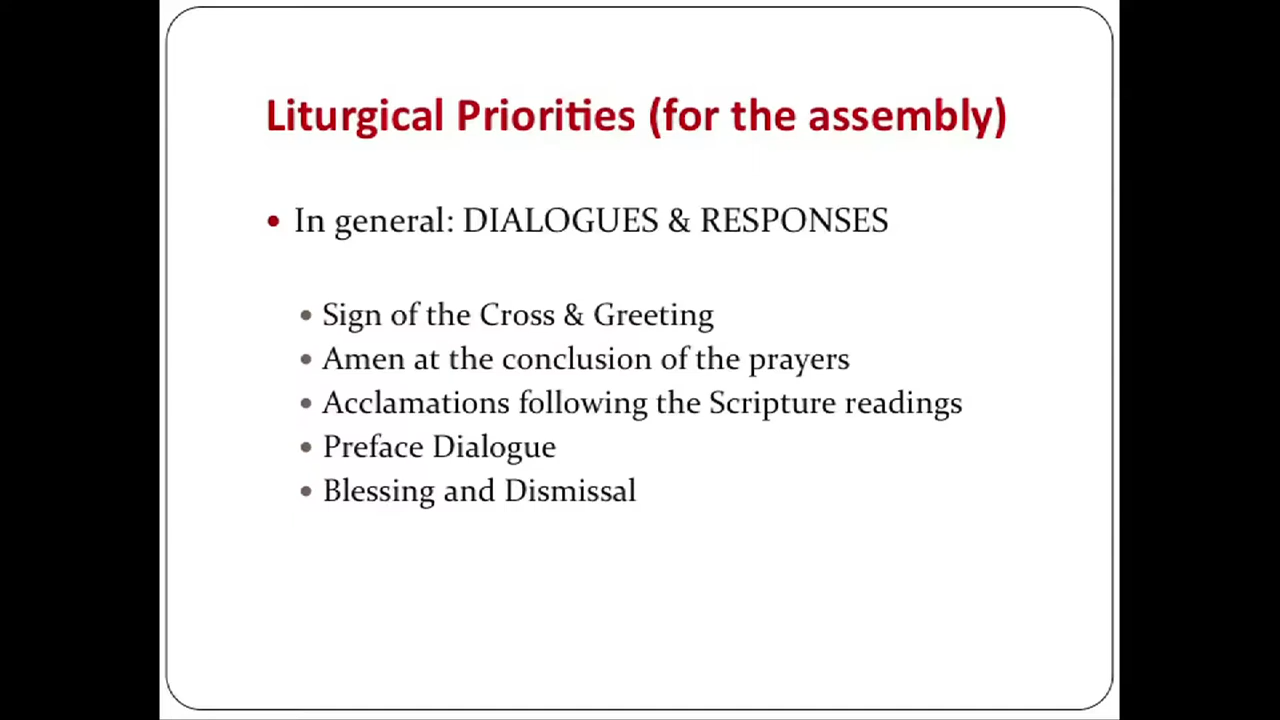 Liturgical Priorities (for the assembly)
• In general: DIALOGUES & RESPONSES
• Sign of the Cross & Greeting
• Amen at the conclusion of the prayers
• Acclamations following the Scripture readings
• Preface Dialogue
• Blessing and Dismissal